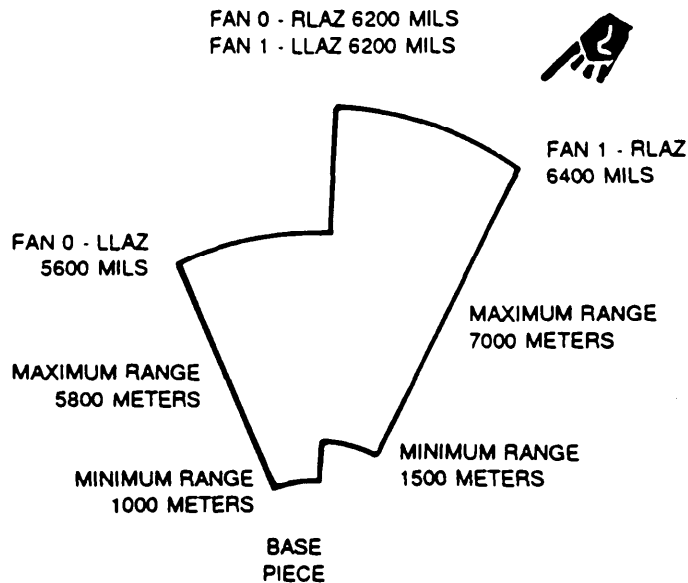 FAN 0 - RLAZ 6200 MILS
FAN 1 - LLAZ 6200 MILS
FAN 1 - RLAZ
6400 MILS
FAN 0 - LLAZ
5600 MILS
MAXIMUM RANGE
7000 METERS
MAXIMUM RANGE
5800 METERS
MINIMUM RANGE
1500 METERS
MINIMUM RANGE
1000 METERS
BASE
PIECE